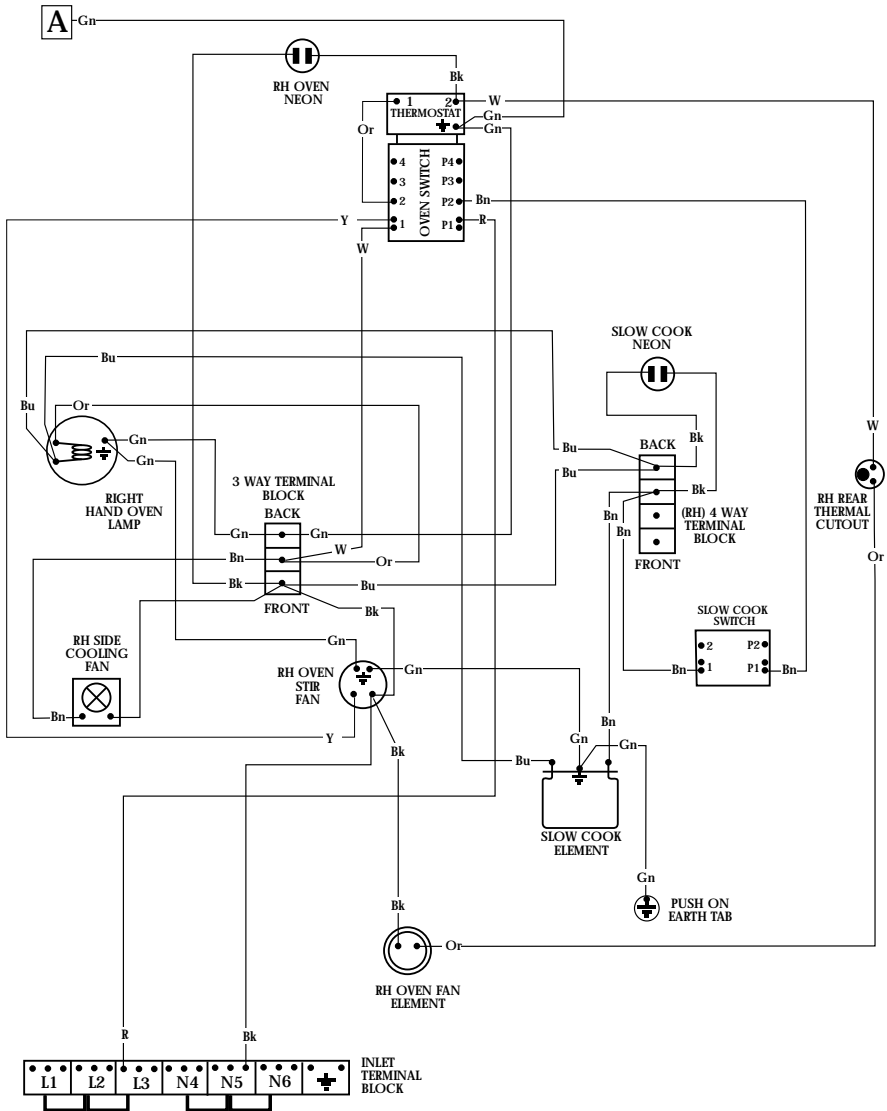 A
Gn
RH OVEN
NEON
Bk
1
2
THERMOSTAT
W
Gn
Gn
Or
4
3
2
1
OVEN SWITCH
P4
P3
P2
P1
Bn
R
Y
W
SLOW COOK
NEON
Bu
Bu
Or
Gn
Gn
RIGHT
HAND OVEN
LAMP
3 WAY TERMINAL
BLOCK
BACK
Gn
Gn
Bn
W
Or
Bk
Bu
FRONT
Bk
Bk
BACK
Bu
Bu
Bk
Bn
Bn
(RH) 4 WAY
TERMINAL
BLOCK
FRONT
W
RH REAR
THERMAL
CUTOUT
Or
SLOW COOK
SWITCH
2
P2
1
P1
Bn
Bn
RH SIDE
COOLING
FAN
Bn
Gn
Gn
RH OVEN
STIR
FAN
Y
Bk
Bn
Gn
Gn
Bu
SLOW COOK
ELEMENT
Gn
PUSH ON
EARTH TAB
Bk
Or
RH OVEN FAN
ELEMENT
R
Bk
L1
L2
L3
N4
N5
N6
INLET
TERMINAL
BLOCK